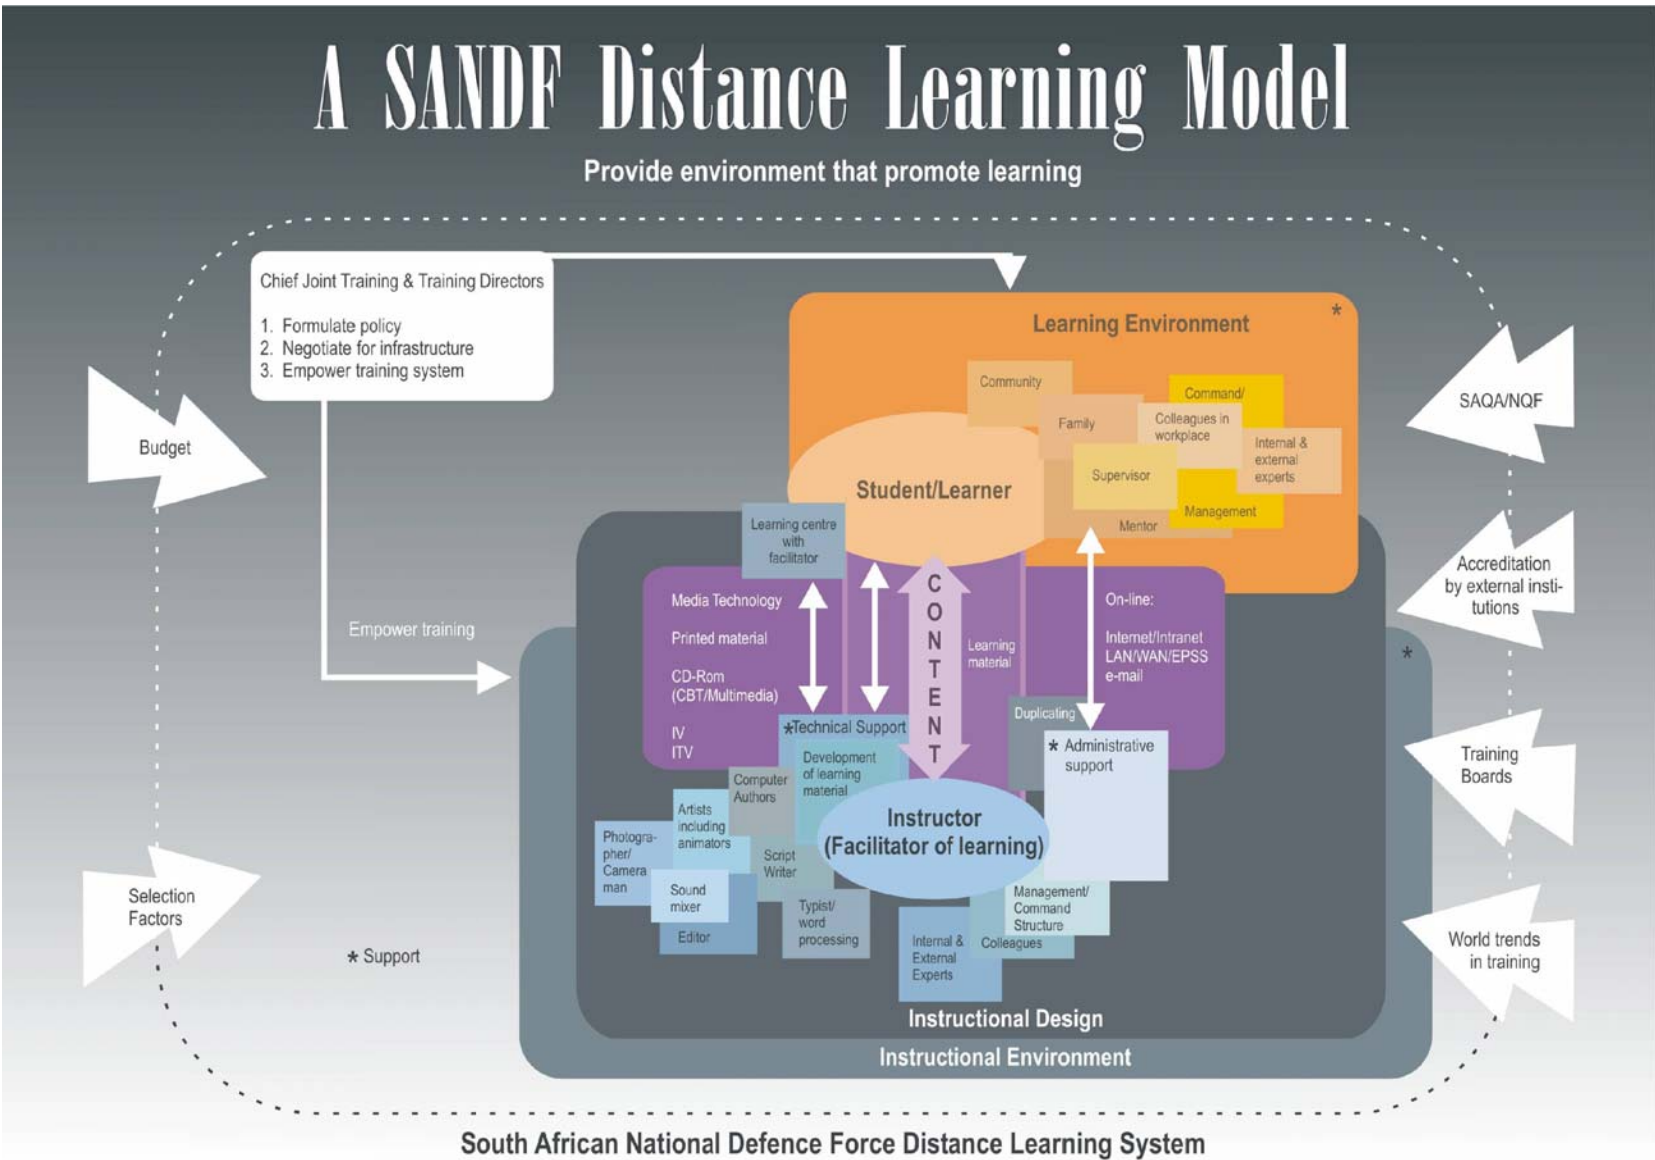 A SANDF Distance Learning Model
Provide environment that promote learning
Chief Joint Training & Training Directors
1. Formulate policy
2. Negotiate for infrastructure
3. Empower training system
Budget
Selection
Factors
Empower training
* Support
*
Learning Environment
Community
Family
Command/
Colleagues in
workplace
Internal &
external
experts
Supervisor
Management
Mentor
Student/Learner
Learning centre
with
facilitator
Media Technology
Printed material
CD-Rom
(CBT/Multimedia)
IV
ITV
CONTENT
Learning
material
On-line:
Internet/Intranet
LAN/WAN/EPSS
e-mail
*
Duplicating
*Technical Support
Development
of learning
material
* Administrative
support
Computer
Authors
Artists
including
animators
Photogra-
pher/
Camera
man
Sound
mixer
Editor
Script
Writer
Typist/
word
processing
Instructor
(Facilitator of learning)
Management/
Command
Structure
Colleagues
Internal &
External
Experts
Instructional Design
Instructional Environment
SAQA/NQF
Accreditation
by external insti-
tutions
Training
Boards
World trends
in training
South African National Defence Force Distance Learning System